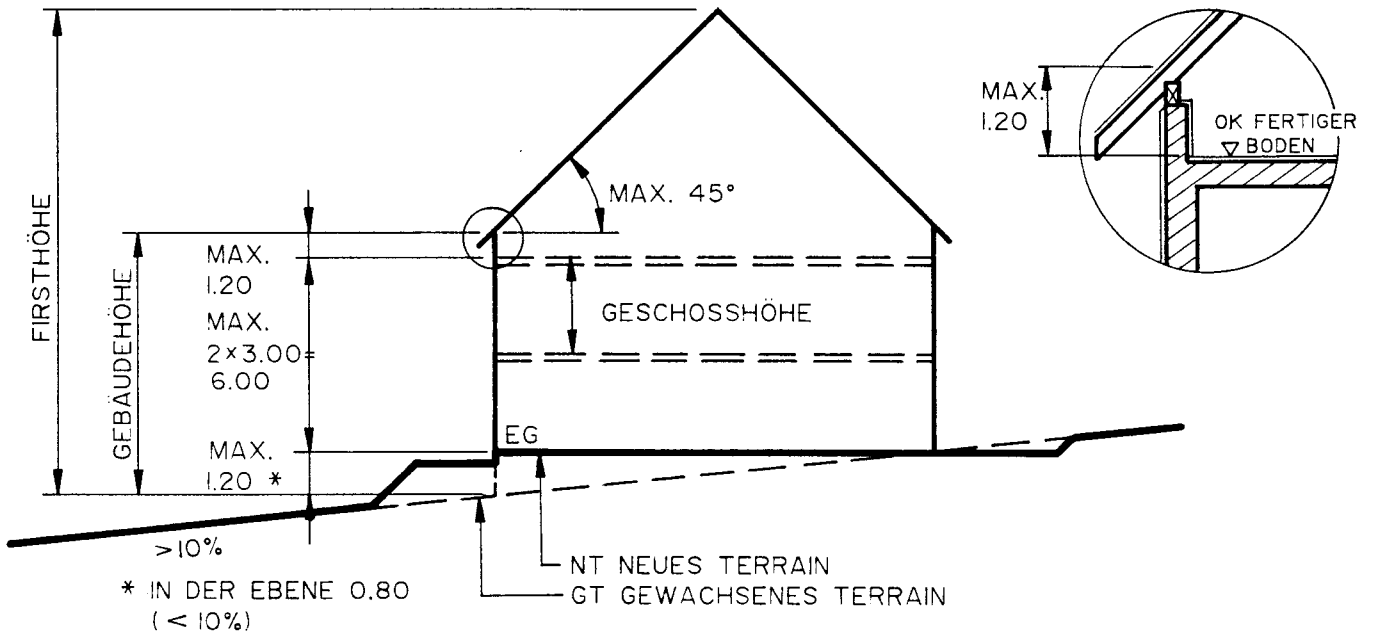 FIRSTHÖHE
GEBÄUDEHÖHE
MAX.
1.20
MAX.
2×3.00=
6.00
MAX.
1.20 *
MAX. 45°
GESCHOSSHÖHE
EG
MAX.
1.20
OK FERTIGER
BODEN
>10%
* IN DER EBENE 0.80
(< 10%)
NT NEUES TERRAIN
GT GEWACHSENES TERRAIN